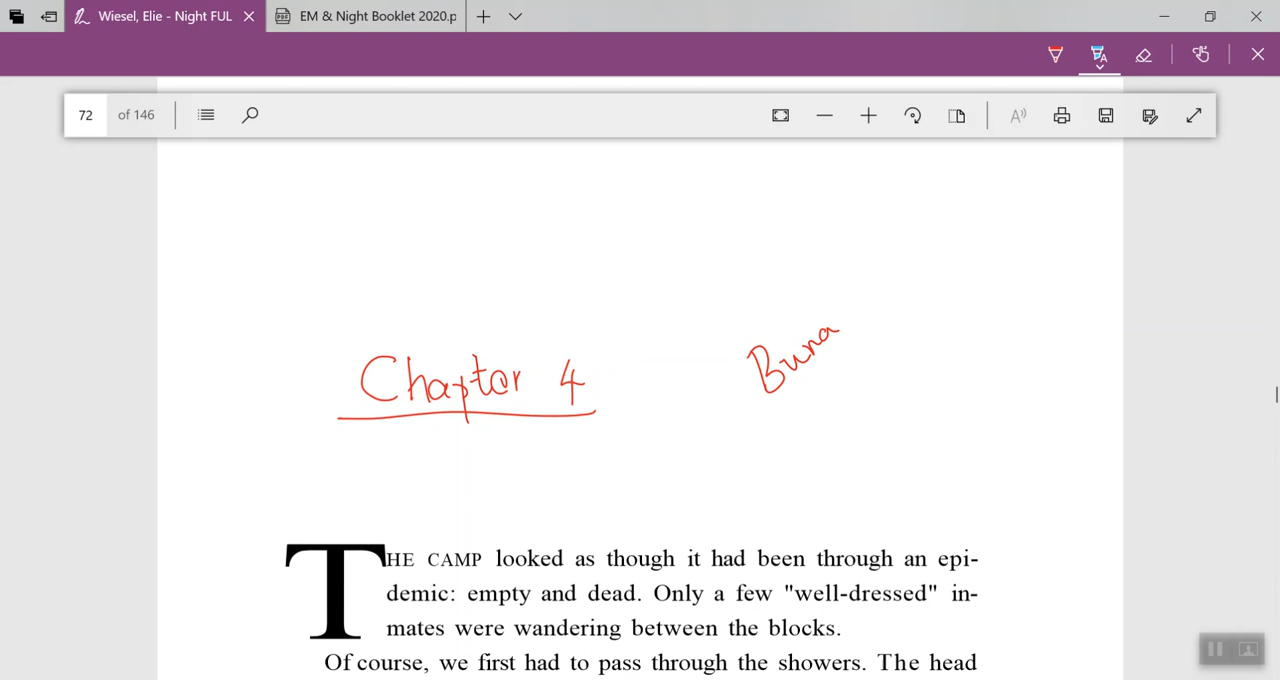 Wiesel, Elie - Night FUL
EM & Night Booklet 2020.p
72 of 146
Chapter 4
Buna
THE CAMP looked as though it had been through an epi-
demic: empty and dead. Only a few "well-dressed" in-
mates were wandering between the blocks.
Of course, we first had to pass through the showers. The head